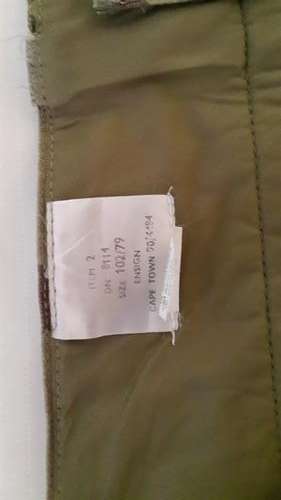 ITEM 2
DN 8114
SIZE 102/79
ENSIGN
CAPE TOWN